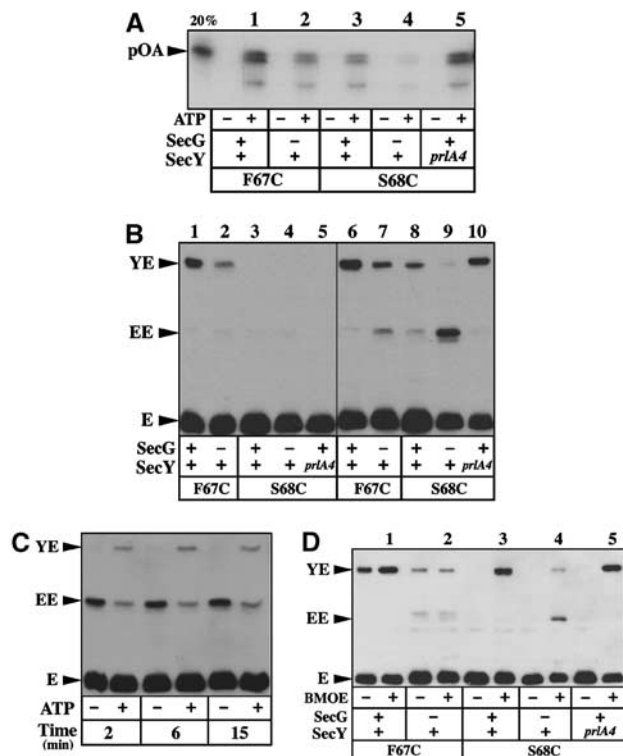 A
20% 1 2 3 4 5
pOA
ATP − + − + − + − + − +
SecG + − + − +
SecY + + + + prlA4
F67C S68C
B
1 2 3 4 5 6 7 8 9 10
YE
EE
E
SecG + − + − + + − + − +
SecY + + + + prlA4 + + + + prlA4
F67C S68C F67C S68C
C
YE
EE
E
ATP − + − + − +
Time (min) 2 6 15
D
1 2 3 4 5
YE
EE
E
BMOE − + − + − + − + − +
SecG + − + − +
SecY + + + + prlA4
F67C S68C